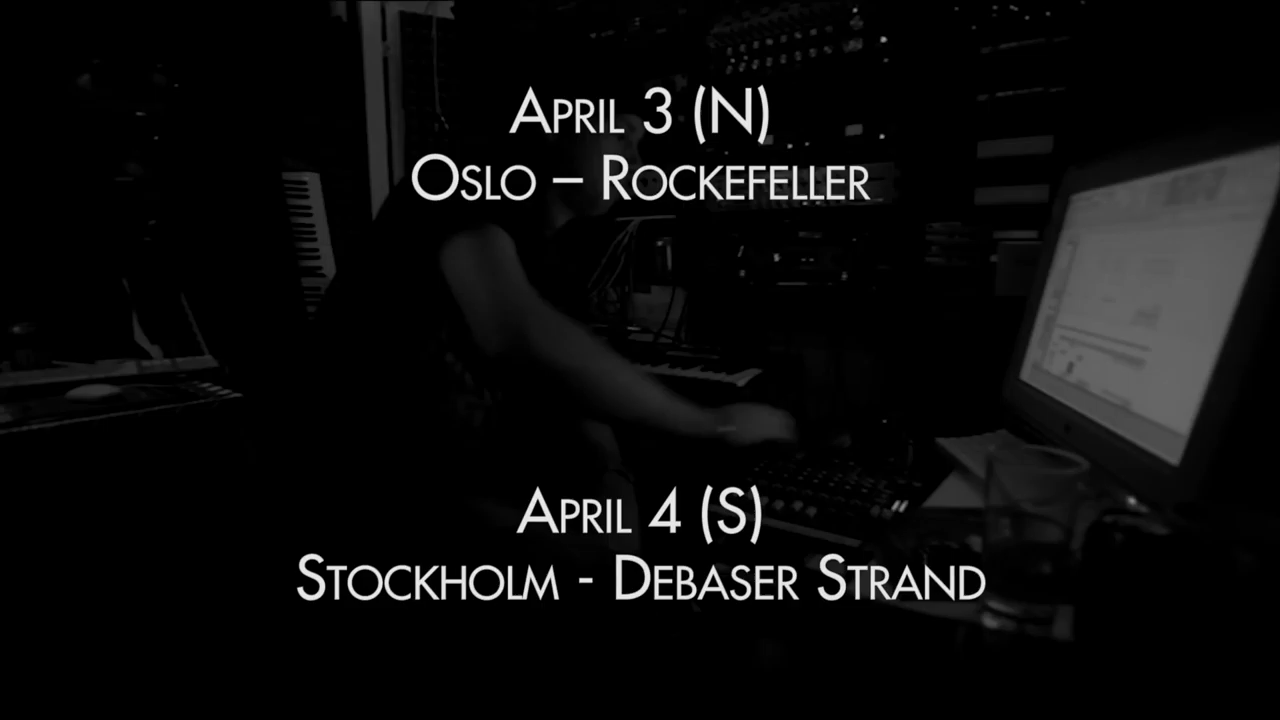 April 3 (N)
Oslo – Rockefeller
April 4 (S)
Stockholm - Debaser Strand